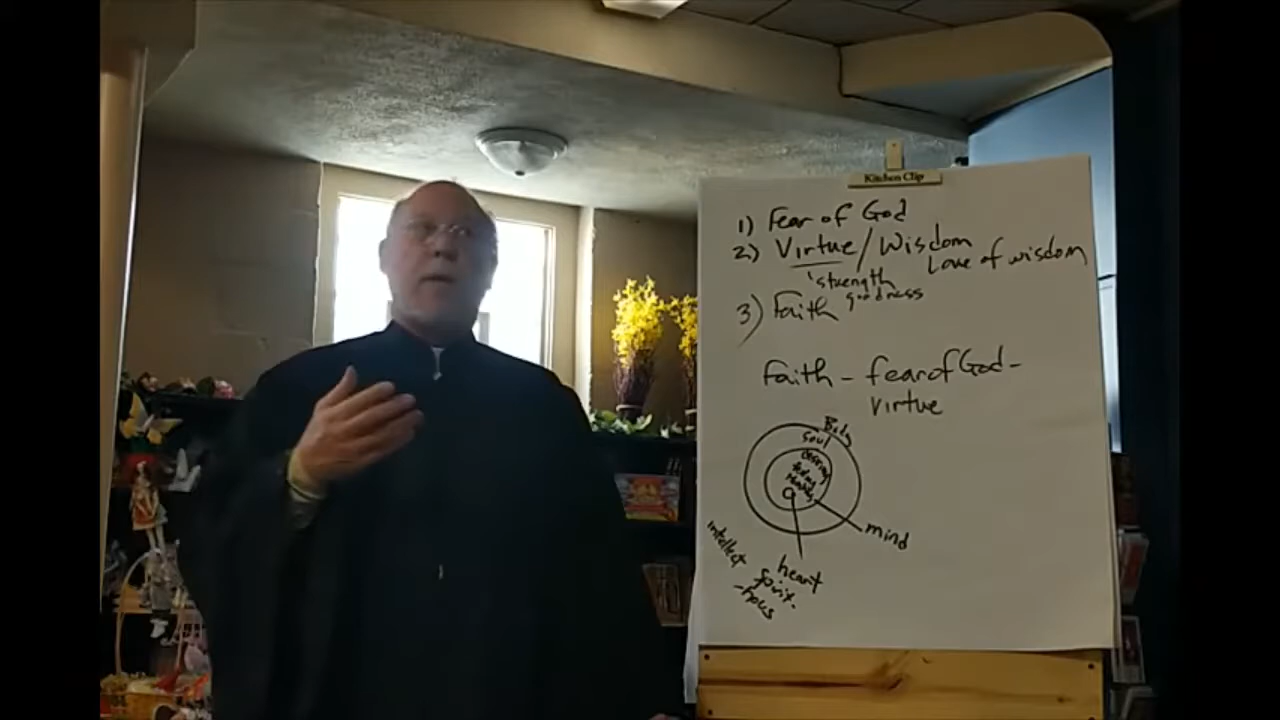 Kitchen Clip
1) Fear of God
2) Virtue / Wisdom
Love of wisdom
strength
goodness
3) Faith
Faith - fear of God -
virtue
Body
Soul
mind
intellect
heart
spirit.